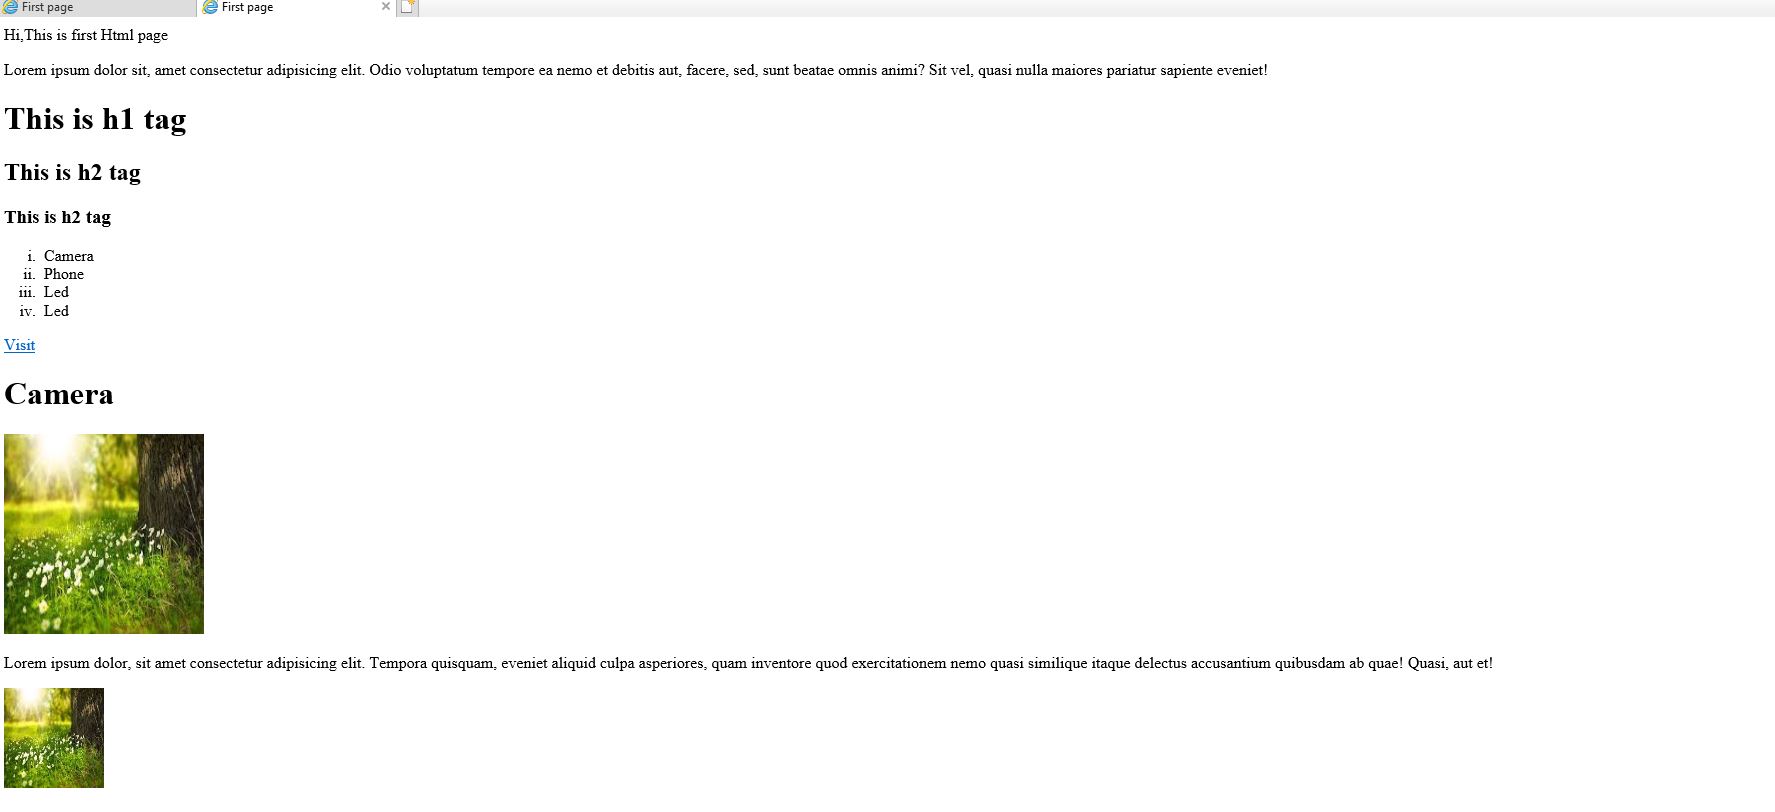 First page
First page
Hi,This is first Html page
Lorem ipsum dolor sit, amet consectetur adipisicing elit. Odio voluptatum tempore ea nemo et debitis aut, facere, sed, sunt beatae omnis animi? Sit vel, quasi nulla maiores pariatur sapiente eveniet!
This is h1 tag
This is h2 tag
This is h2 tag
i. Camera
ii. Phone
iii. Led
iv. Led
Visit
Camera
Lorem ipsum dolor, sit amet consectetur adipisicing elit. Tempora quisquam, eveniet aliquid culpa asperiores, quam inventore quod exercitationem nemo quasi similique itaque delectus accusantium quibusdam ab quae! Quasi, aut et!